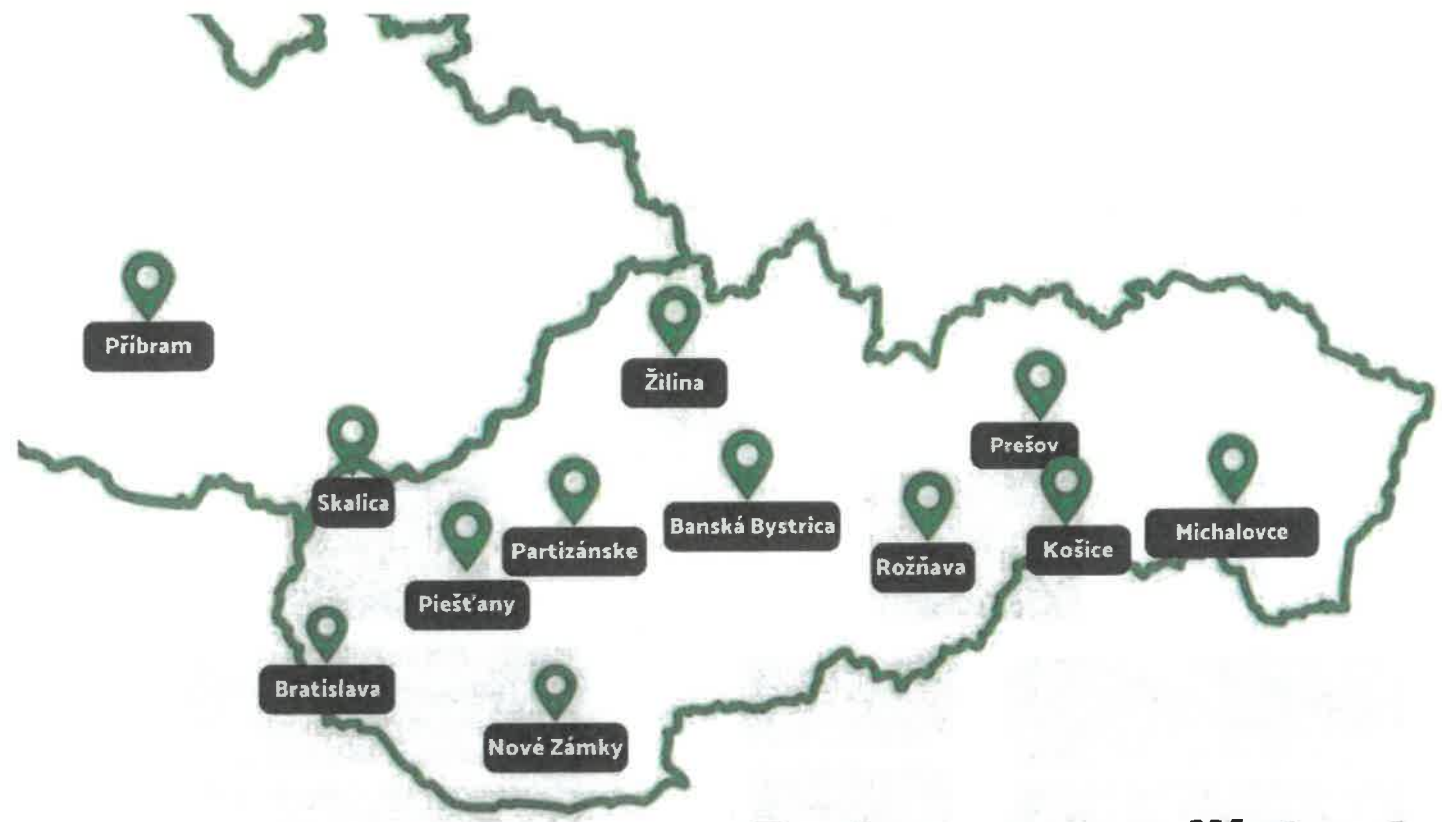 Příbram
Žilina
Prešov
Skalica
Banská Bystrica
Michalovce
Partizánske
Košice
Rožňava
Piešťany
Bratislava
Nové Zámky